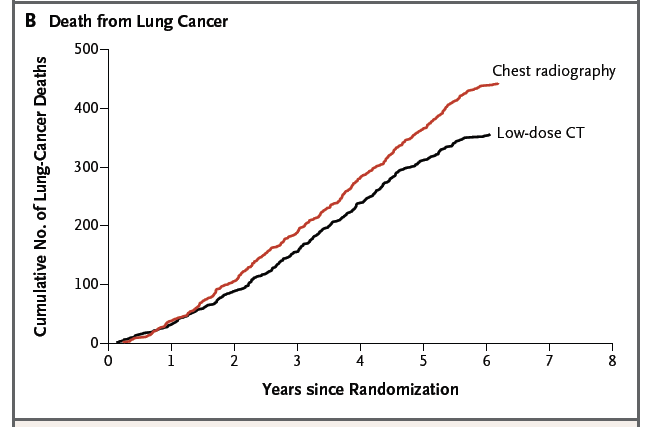 B Death from Lung Cancer
Cumulative No. of Lung-Cancer Deaths
500
400
300
200
100
0
Chest radiography
Low-dose CT
0 1 2 3 4 5 6 7 8
Years since Randomization